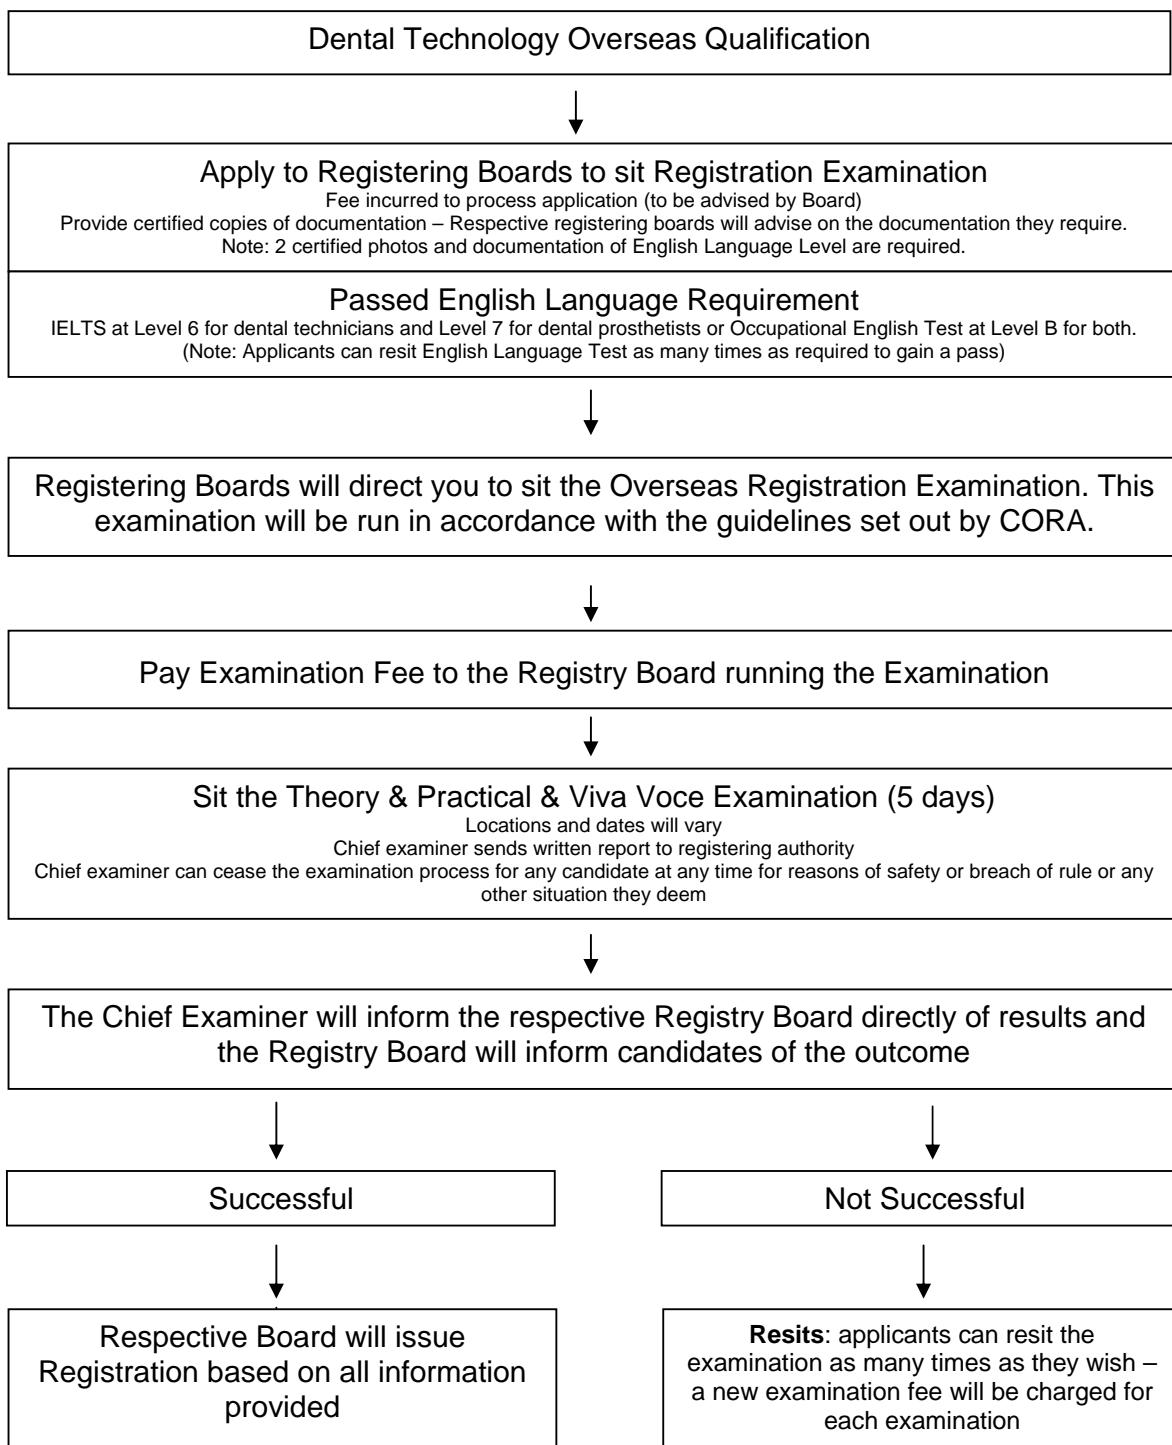 Dental Technology Overseas Qualification
Apply to Registering Boards to sit Registration Examination
Fee incurred to process application (to be advised by Board)
Provide certified copies of documentation – Respective registering boards will advise on the documentation they require.
Note: 2 certified photos and documentation of English Language Level are required.
Passed English Language Requirement
IELTS at Level 6 for dental technicians and Level 7 for dental prosthetists or Occupational English Test at Level B for both.
(Note: Applicants can resit English Language Test as many times as required to gain a pass)
Registering Boards will direct you to sit the Overseas Registration Examination. This
examination will be run in accordance with the guidelines set out by CORA.
Pay Examination Fee to the Registry Board running the Examination
Sit the Theory & Practical & Viva Voce Examination (5 days)
Locations and dates will vary
Chief examiner sends written report to registering authority
Chief examiner can cease the examination process for any candidate at any time for reasons of safety or breach of rule or any
other situation they deem
The Chief Examiner will inform the respective Registry Board directly of results and
the Registry Board will inform candidates of the outcome
Successful
Not Successful
Respective Board will issue
Registration based on all information
provided
Resits: applicants can resit the
examination as many times as they wish –
a new examination fee will be charged for
each examination